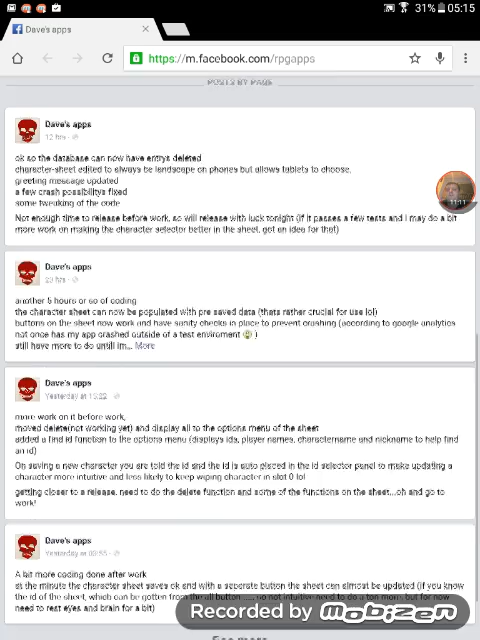 31% 05:15
Dave's apps
https://m.facebook.com/rpgapps
POSTS BY PAGE
Dave's apps
12 hrs ·
ok so the database can now have entrys deleted
character-sheet edited to always be landscape on phones but allows tablets to choose.
greeting message updated
a few crash possibilitys fixed
some tweaking of the code
Not enough time to release before work, so will release with luck tonight (if it passes a few tests and I may do a bit
more work on making the character selector better in the sheet, got an idea for that)
11:11
Dave's apps
23 hrs ·
another 5 hours or so of coding
the character sheet can now be populated with pre saved data (thats rather crucial for use lol)
buttons on the sheet now work and have sanity checks in place to prevent crashing (according to google analytics
not once has my app crashed outside of a test enviroment )
still have more to do untill im... More
Dave's apps
Yesterday at 15:22 ·
more work on it before work,
moved delete(not working yet) and display all to the options menu of the sheet
added a find id function to the options menu (displays ids, player names, charactername and nickname to help find
an id)
On saving a new character you are told the id and the id is auto placed in the id selector panel to make updating a
character more intuitive and less likely to keep wiping character in slot 0 lol
getting closer to a release, need to do the delete function and some of the functions on the sheet...oh and go to
work!
Dave's apps
Yesterday at
A bit more coding done after work
at the minute the character sheet saves ok and with a seperate button the sheet can almost be updated (if you know
the id of the sheet, which can be gotten from the all button
need to rest eyes and brain for a bit)
Recorded by mobizen
See more